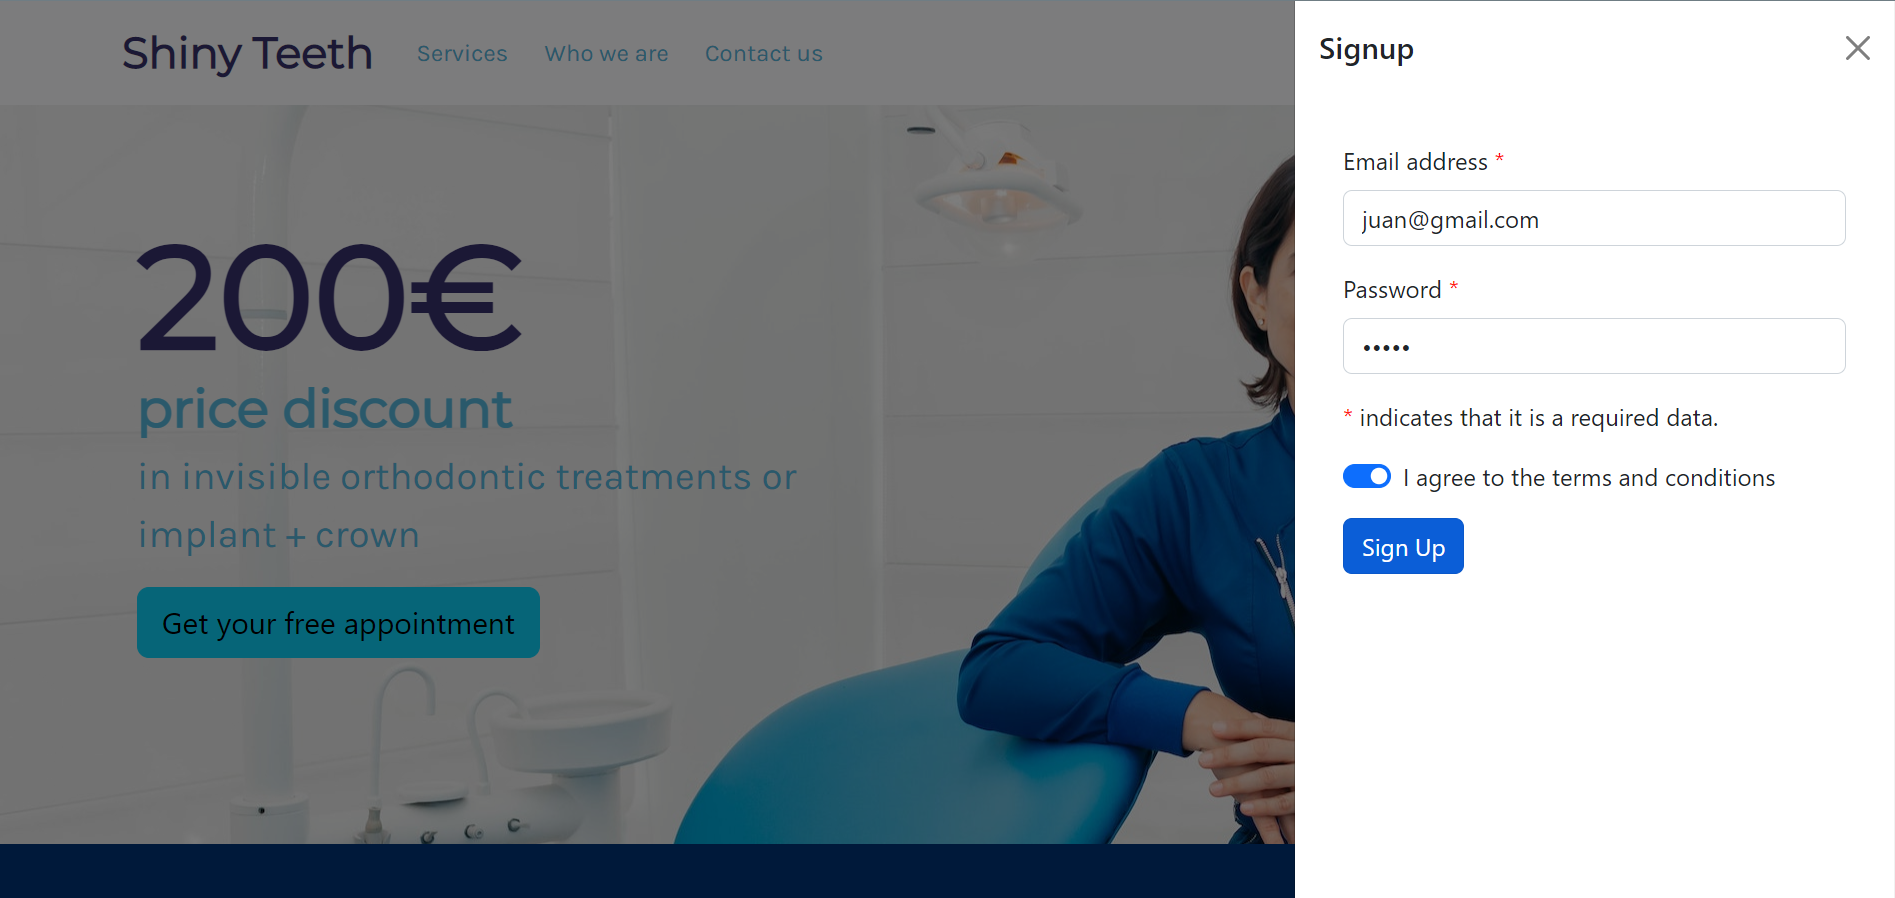 Shiny Teeth
Services
Who we are
Contact us
200€
price discount
in invisible orthodontic treatments or
implant + crown
Get your free appointment
Signup
Email address *
juan@gmail.com
Password *
•••••
* indicates that it is a required data.
I agree to the terms and conditions
Sign Up